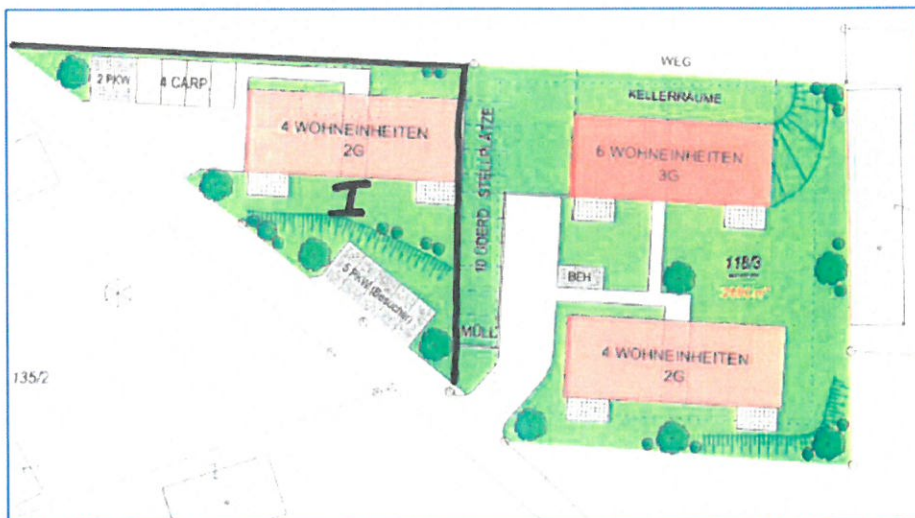 WEG
2 PKW
4 CARP.
KELLERRÄUME
4 WOHNEINHEITEN
2G
6 WOHNEINHEITEN
3G
I
10 ÜDERD STELLPLÄTZE
118/3
BEH
5 PKW (Besucher)
MÜLL
4 WOHNEINHEITEN
2G
135/2